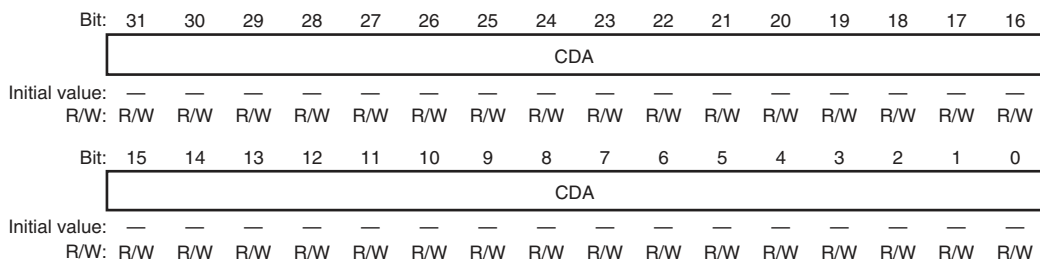 Bit: 31 30 29 28 27 26 25 24 23 22 21 20 19 18 17 16
CDA
Initial value: — — — — — — — — — — — — — — — —
R/W: R/W R/W R/W R/W R/W R/W R/W R/W R/W R/W R/W R/W R/W R/W R/W R/W
Bit: 15 14 13 12 11 10 9 8 7 6 5 4 3 2 1 0
CDA
Initial value: — — — — — — — — — — — — — — — —
R/W: R/W R/W R/W R/W R/W R/W R/W R/W R/W R/W R/W R/W R/W R/W R/W R/W